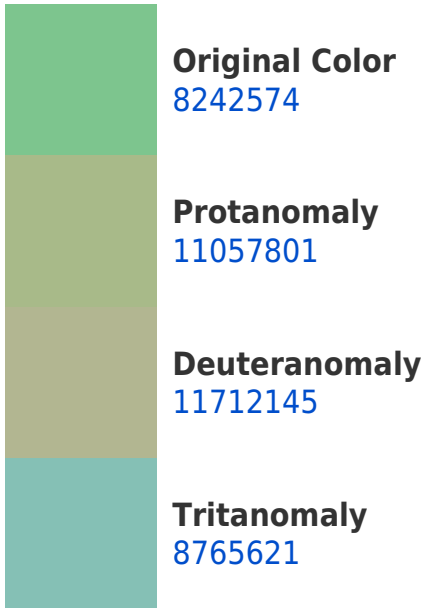 Original Color
8242574
Protanomaly
11057801
Deuteranomaly
11712145
Tritanomaly
8765621